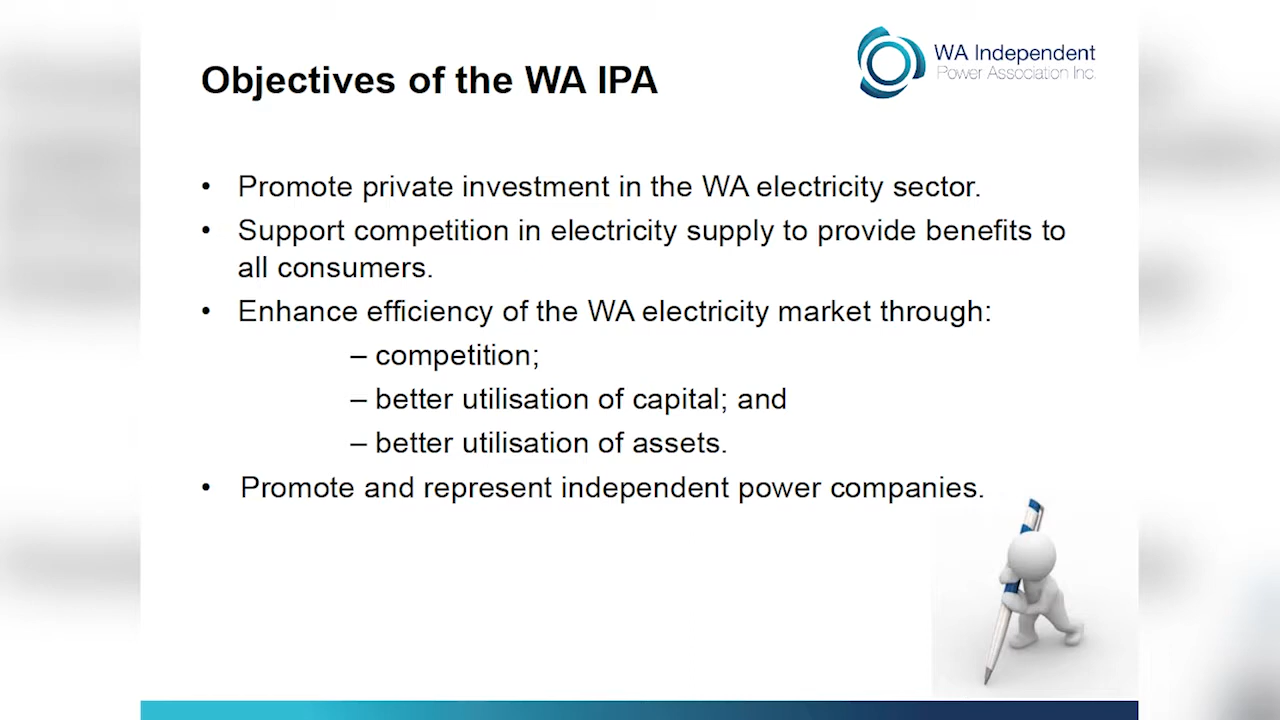 WA Independent
Power Association Inc.
Objectives of the WA IPA
• Promote private investment in the WA electricity sector.
• Support competition in electricity supply to provide benefits to
all consumers.
• Enhance efficiency of the WA electricity market through:
– competition;
– better utilisation of capital; and
– better utilisation of assets.
• Promote and represent independent power companies.